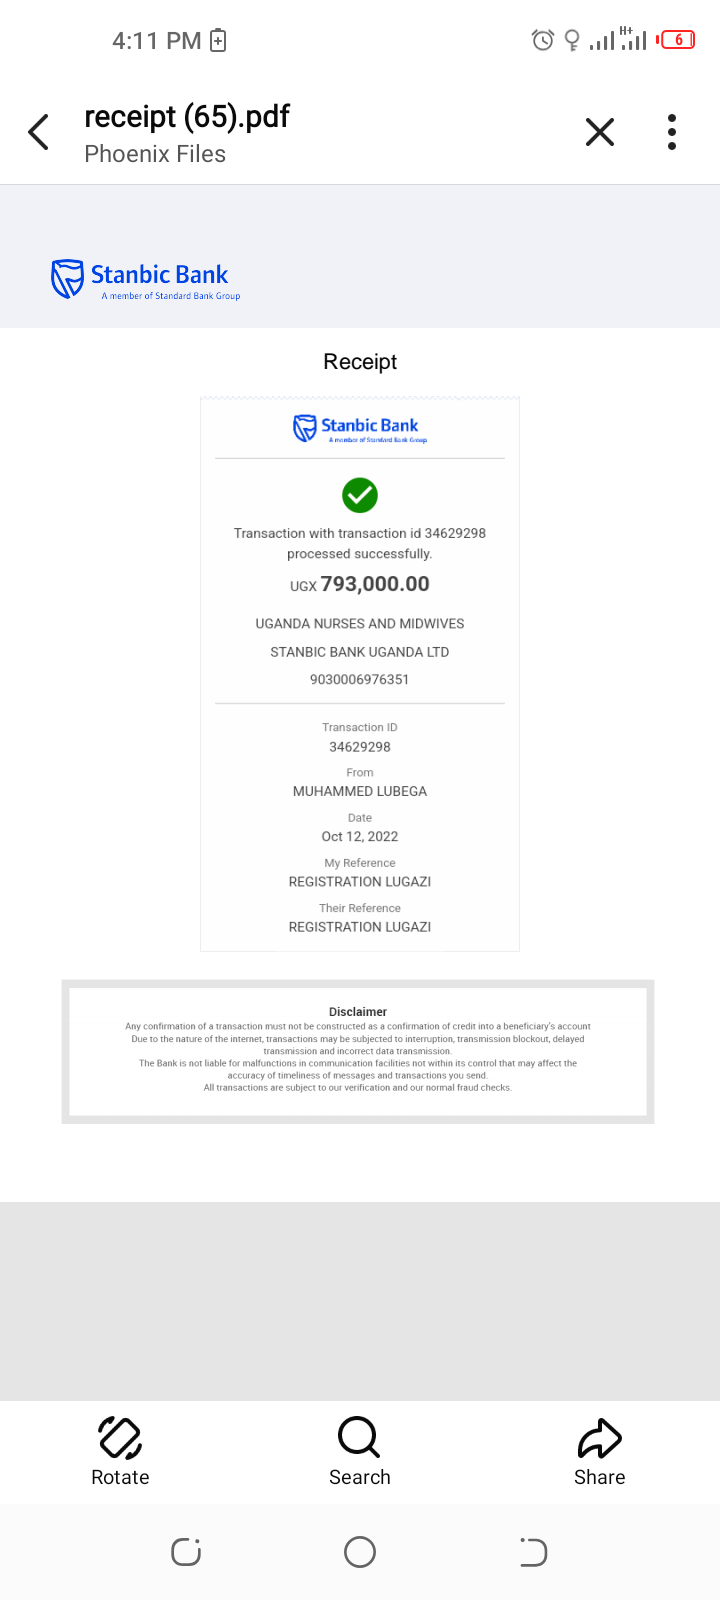 4:11 PM
H+
6
receipt (65).pdf
Phoenix Files
Stanbic Bank
A member of Standard Bank Group
Receipt
Stanbic Bank
A member of Standard Bank Group
Transaction with transaction id 34629298
processed successfully.
UGX 793,000.00
UGANDA NURSES AND MIDWIVES
STANBIC BANK UGANDA LTD
9030006976351
Transaction ID
34629298
From
MUHAMMED LUBEGA
Date
Oct 12, 2022
My Reference
REGISTRATION LUGAZI
Their Reference
REGISTRATION LUGAZI
Disclaimer
Any confirmation of a transaction must not be constructed as a confirmation of credit into a beneficiary's account
Due to the nature of the internet, transactions may be subjected to interruption, transmission blockout, delayed
transmission and incorrect data transmission.
The Bank is not liable for malfunctions in communication facilities not within its control that may affect the
accuracy of timeliness of messages and transactions you send.
All transactions are subject to our verification and our normal fraud checks.
Rotate
Search
Share